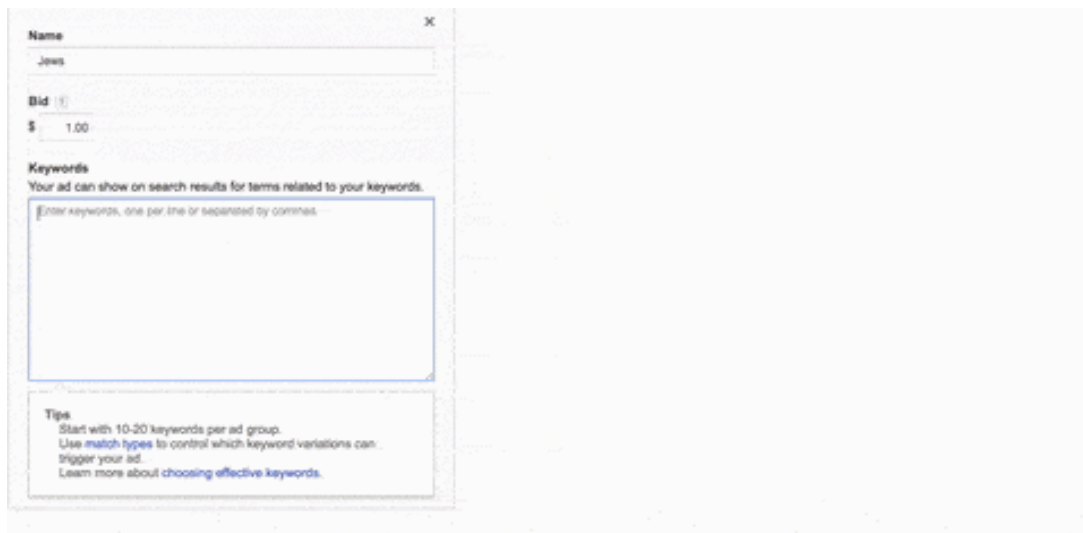 ×
Name
Jews
Bid [?]
$ 1.00
Keywords
Your ad can show on search results for terms related to your keywords.
Enter keywords, one per line or separated by commas.
Tips
Start with 10-20 keywords per ad group.
Use match types to control which keyword variations can
trigger your ad.
Learn more about choosing effective keywords.